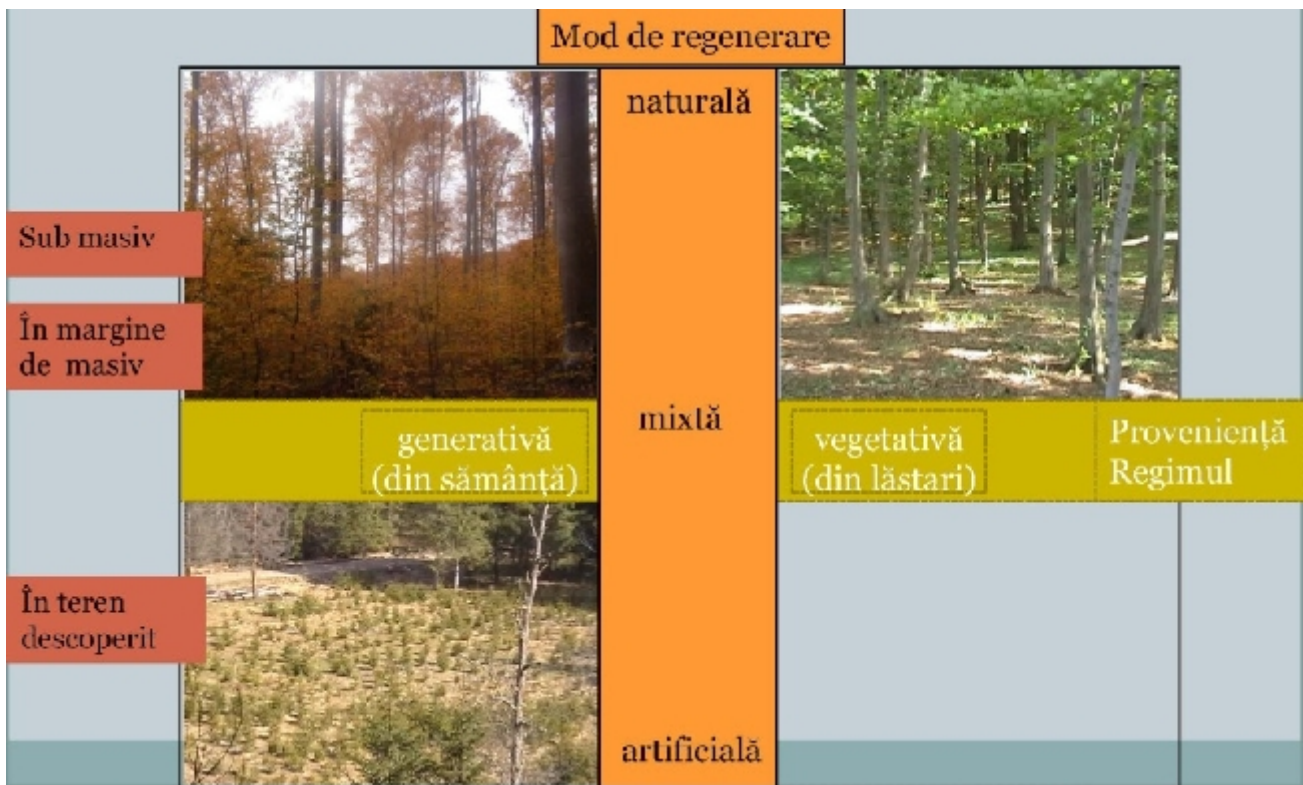 Mod de regenerare
naturală
Sub masiv
În margine
de masiv
mixtă
generativă
(din sămânță)
vegetativă
(din lăstari)
Proveniență
Regimul
În teren
descoperit
artificială